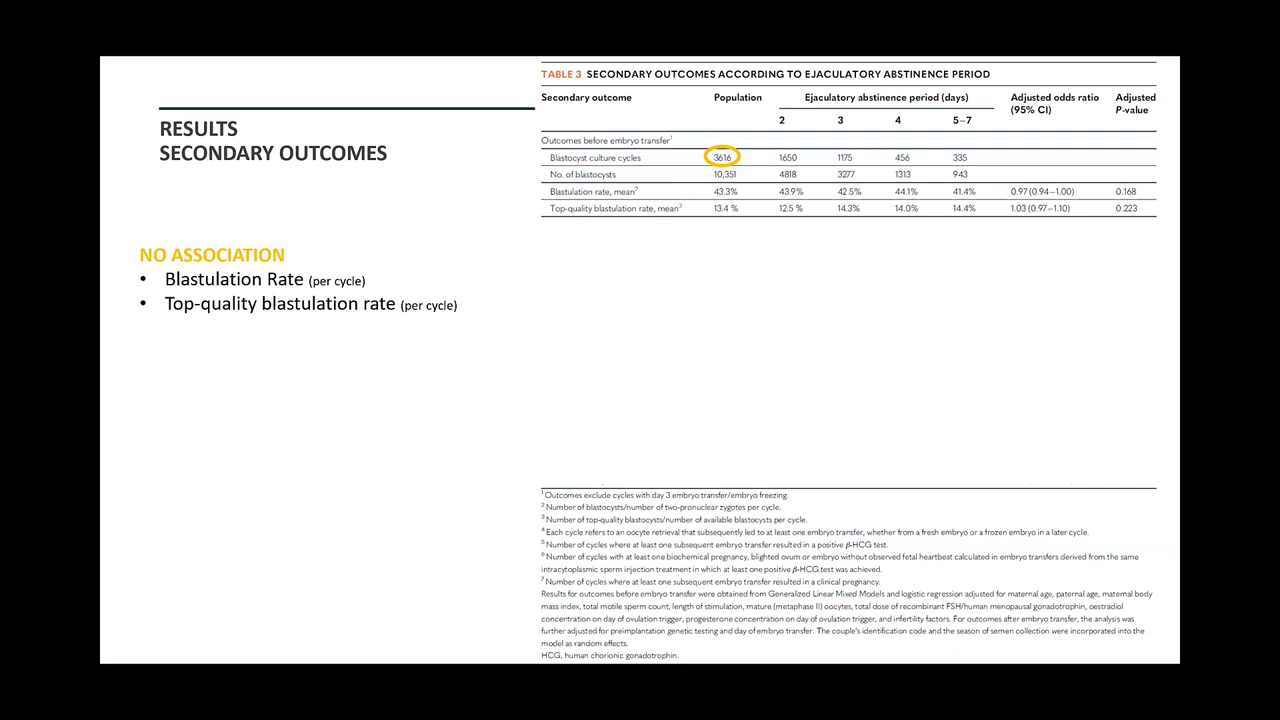 RESULTS
SECONDARY OUTCOMES
NO ASSOCIATION
• Blastulation Rate (per cycle)
• Top-quality blastulation rate (per cycle)
TABLE 3 SECONDARY OUTCOMES ACCORDING TO EJACULATORY ABSTINENCE PERIOD
Secondary outcome Population Ejaculatory abstinence period (days) Adjusted odds ratio (95% CI) Adjusted P-value
2 3 4 5–7
Outcomes before embryo transfer¹
Blastocyst culture cycles 3616 1650 1175 456 335
No. of blastocysts 10,351 4818 3277 1313 943
Blastulation rate, mean² 43.3% 43.9% 42.5% 44.1% 41.4% 0.97 (0.94–1.00) 0.168
Top-quality blastulation rate, mean³ 13.4 % 12.5 % 14.3% 14.0% 14.4% 1.03 (0.97–1.10) 0.223
¹ Outcomes exclude cycles with day 3 embryo transfer/embryo freezing.
² Number of blastocysts/number of two-pronuclear zygotes per cycle.
³ Number of top-quality blastocysts/number of available blastocysts per cycle.
⁴ Each cycle refers to an oocyte retrieval that subsequently led to at least one embryo transfer, whether from a fresh embryo or a frozen embryo in a later cycle.
⁵ Number of cycles where at least one subsequent embryo transfer resulted in a positive β-HCG test.
⁶ Number of cycles with at least one biochemical pregnancy, blighted ovum or embryo without observed fetal heartbeat calculated in embryo transfers derived from the same
intracytoplasmic sperm injection treatment in which at least one positive β-HCG test was achieved.
⁷ Number of cycles where at least one subsequent embryo transfer resulted in a clinical pregnancy.
Results for outcomes before embryo transfer were obtained from Generalized Linear Mixed Models and logistic regression adjusted for maternal age, paternal age, maternal body
mass index, total motile sperm count, length of stimulation, mature (metaphase II) oocytes, total dose of recombinant FSH/human menopausal gonadotrophin, oestradiol
concentration on day of ovulation trigger, progesterone concentration on day of ovulation trigger, and infertility factors. For outcomes after embryo transfer, the analysis was
further adjusted for preimplantation genetic testing and day of embryo transfer. The couple's identification code and the season of semen collection were incorporated into the
model as random effects.
HCG, human chorionic gonadotrophin.